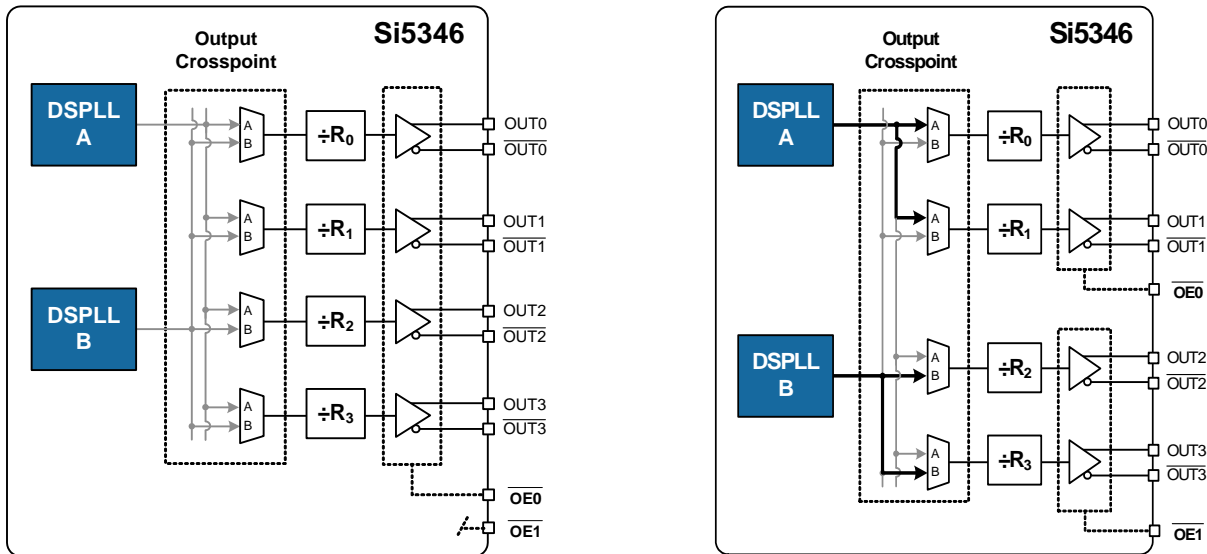 Si5346
Output
Crosspoint
DSPLL
A
DSPLL
B
A
B
A
B
A
B
A
B
÷R0
÷R1
÷R2
÷R3
OUT0
OUT0
OUT1
OUT1
OUT2
OUT2
OUT3
OUT3
OE0
OE1
Si5346
Output
Crosspoint
DSPLL
A
DSPLL
B
A
B
A
B
A
B
A
B
÷R0
÷R1
÷R2
÷R3
OUT0
OUT0
OUT1
OUT1
OE0
OUT2
OUT2
OUT3
OUT3
OE1